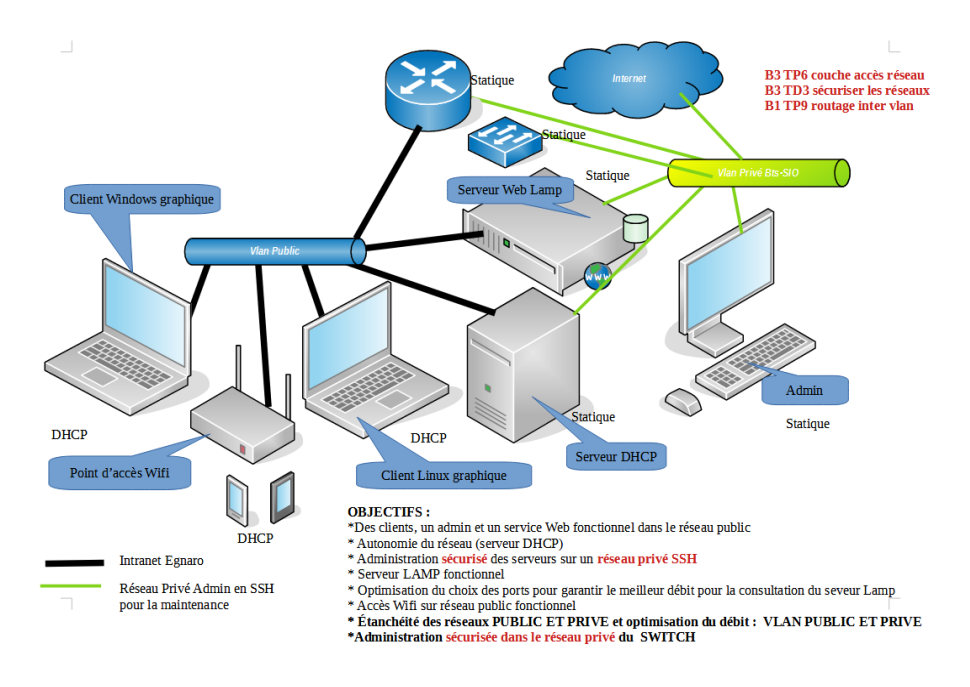 Statique
Internet
B3 TP6 couche accès réseau
B3 TD3 sécuriser les réseaux
B1 TP9 routage inter vlan
Statique
Statique
Vlan Privé Bts-SIO
Serveur Web Lamp
Client Windows graphique
Vlan Public
WWW
Admin
Statique
Statique
DHCP
DHCP
Serveur DHCP
Point d’accès Wifi
Client Linux graphique
DHCP
OBJECTIFS :
*Des clients, un admin et un service Web fonctionnel dans le réseau public
* Autonomie du réseau (serveur DHCP)
* Administration sécurisé des serveurs sur un réseau privé SSH
* Serveur LAMP fonctionnel
* Optimisation du choix des ports pour garantir le meilleur débit pour la consultation du seveur Lamp
* Accès Wifi sur réseau public fonctionnel
* Étanchéité des réseaux PUBLIC ET PRIVE et optimisation du débit : VLAN PUBLIC ET PRIVE
*Administration sécurisée dans le réseau privé du SWITCH
Intranet Egnaro
Réseau Privé Admin en SSH
pour la maintenance